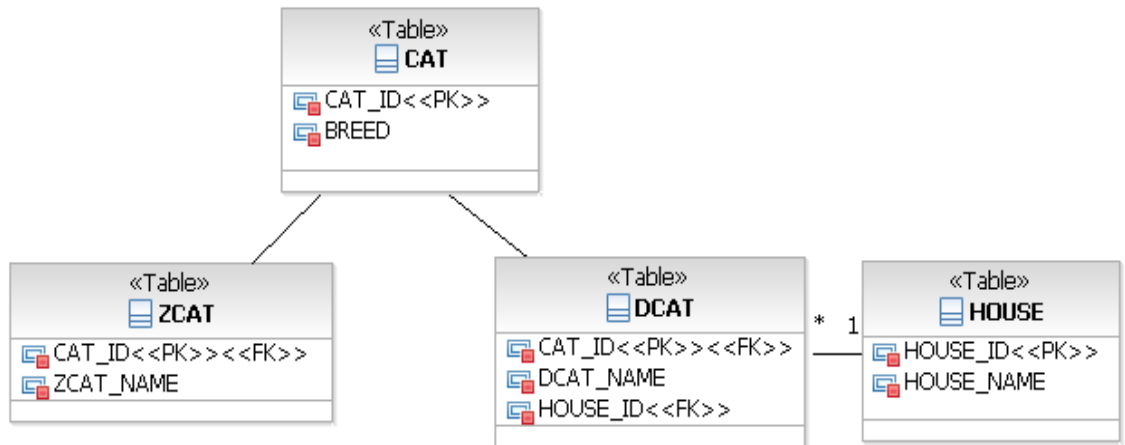 «Table»
CAT
CAT_ID<<PK>>
BREED
«Table»
ZCAT
CAT_ID<<PK>><<FK>>
ZCAT_NAME
«Table»
DCAT
CAT_ID<<PK>><<FK>>
DCAT_NAME
HOUSE_ID<<FK>>
* 1
«Table»
HOUSE
HOUSE_ID<<PK>>
HOUSE_NAME